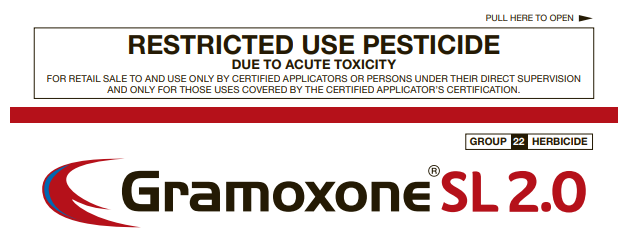 PULL HERE TO OPEN
RESTRICTED USE PESTICIDE
DUE TO ACUTE TOXICITY
FOR RETAIL SALE TO AND USE ONLY BY CERTIFIED APPLICATORS OR PERSONS UNDER THEIR DIRECT SUPERVISION
AND ONLY FOR THOSE USES COVERED BY THE CERTIFIED APPLICATOR'S CERTIFICATION.
GROUP 22 HERBICIDE
Gramoxone® SL 2.0